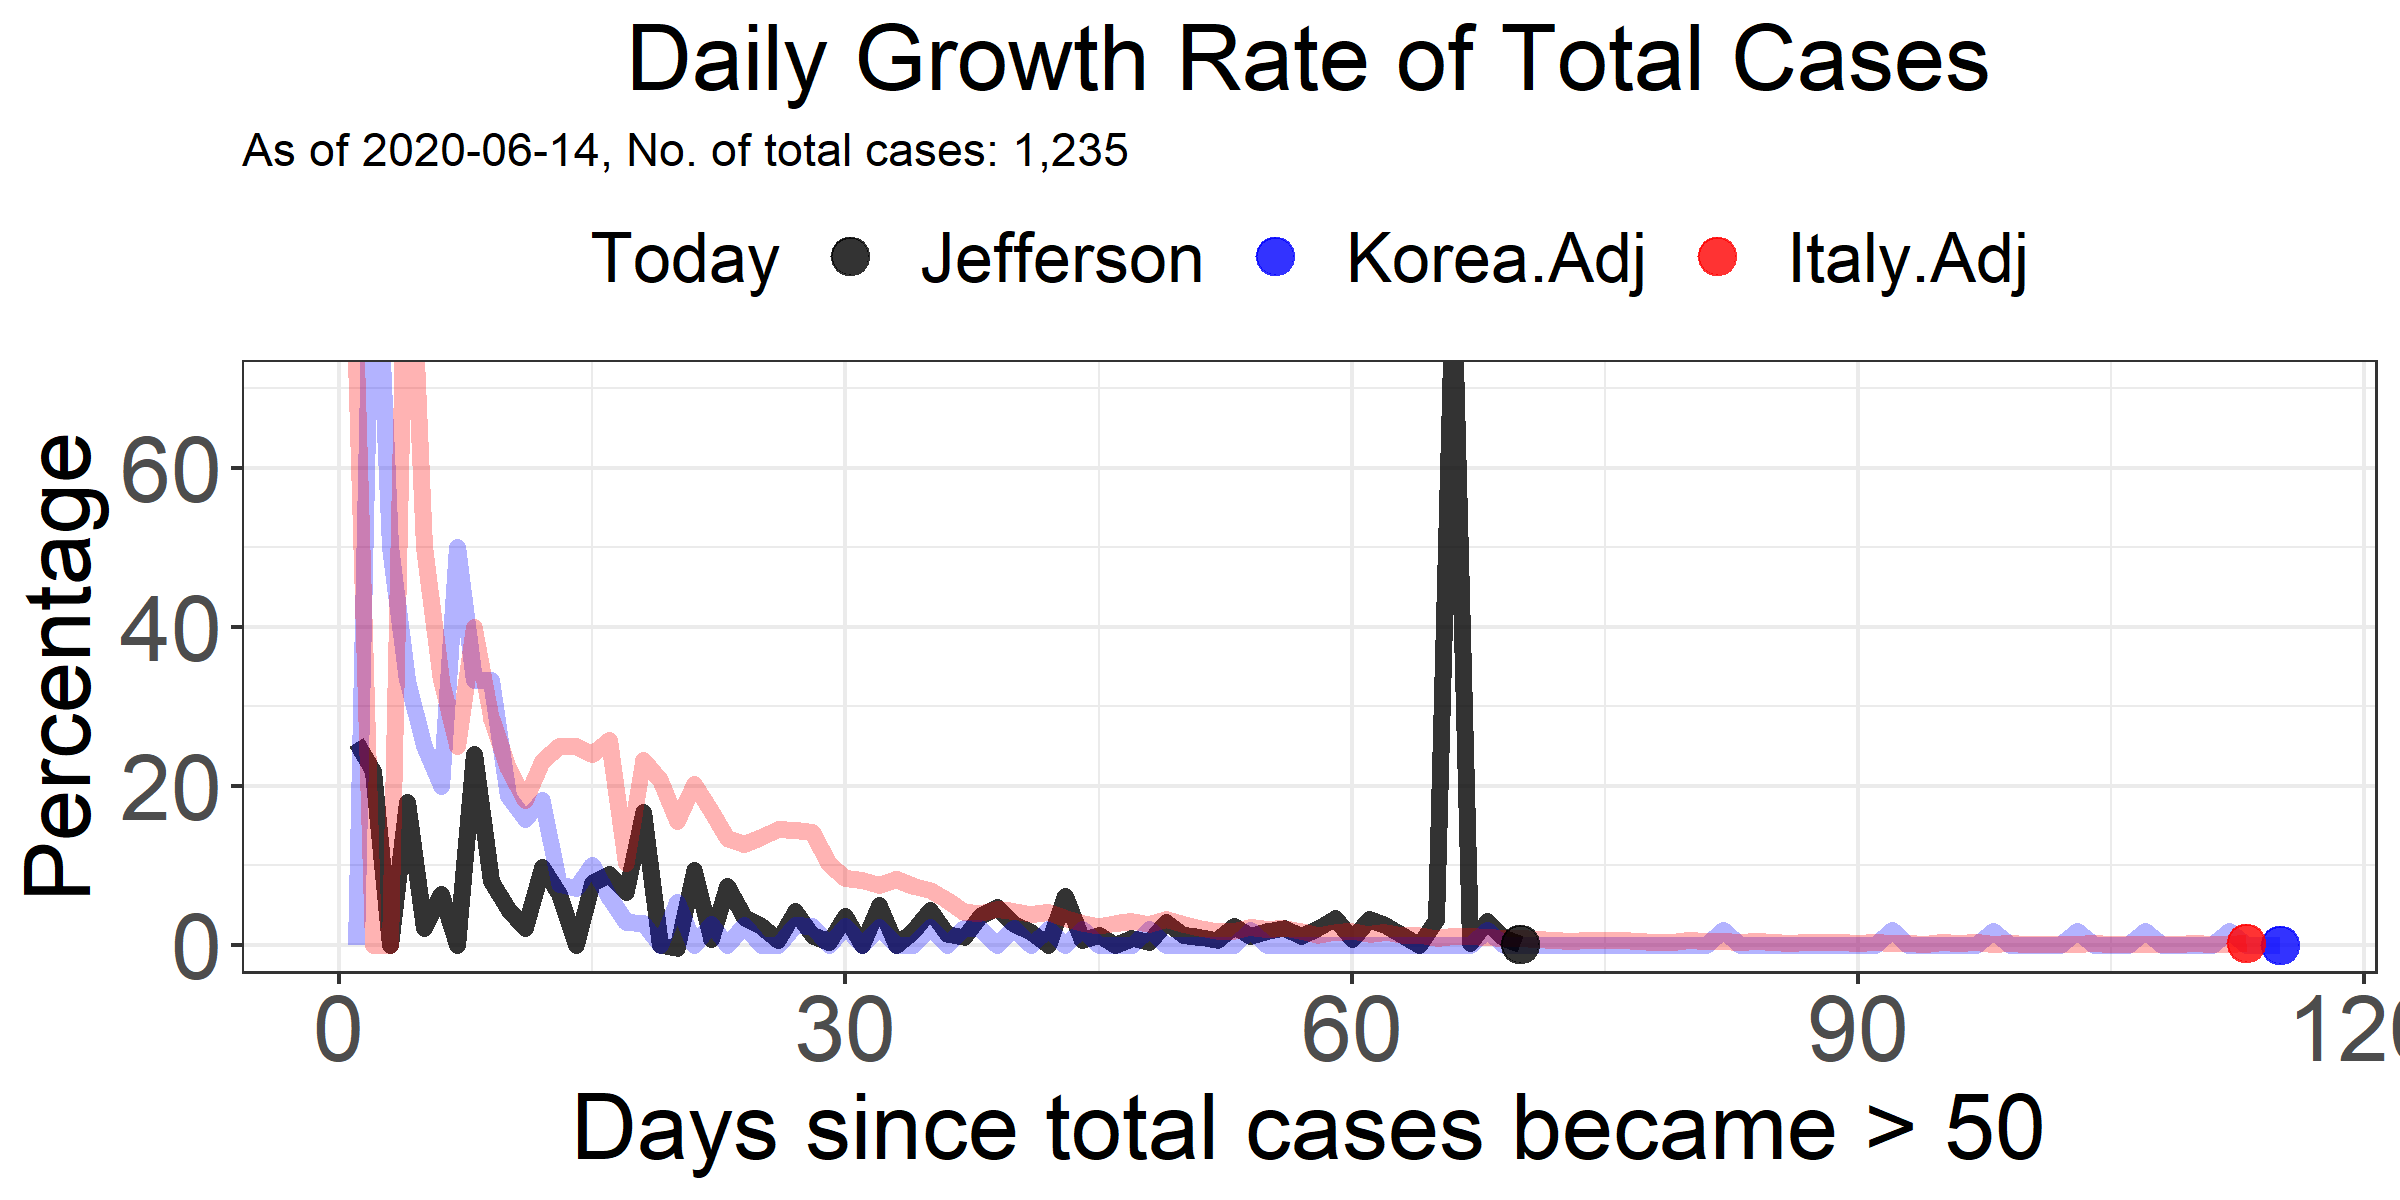 Daily Growth Rate of Total Cases
As of 2020-06-14, No. of total cases: 1,235
Today Jefferson Korea.Adj Italy.Adj
Percentage
60
40
20
0
0 30 60 90 120
Days since total cases became > 50